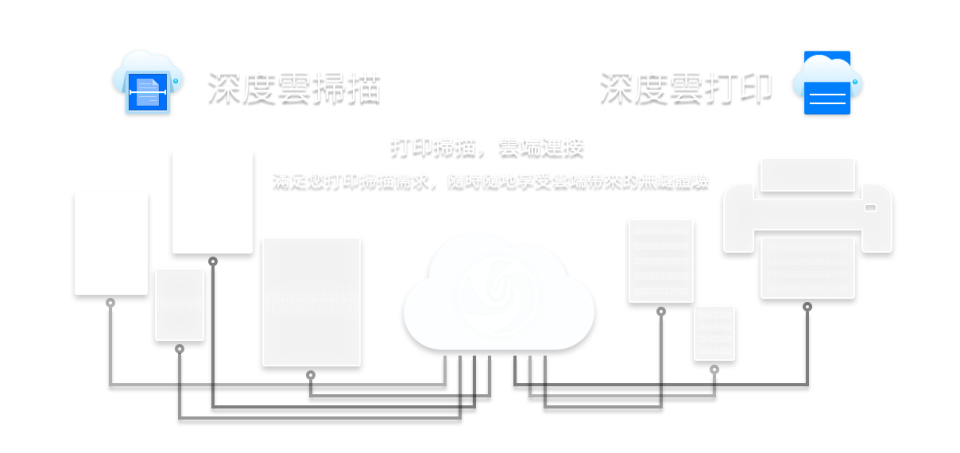 深度雲掃描
深度雲打印
打印掃描，雲端連接
滿足您打印掃描需求，隨時隨地享受雲端帶來的無縫體驗